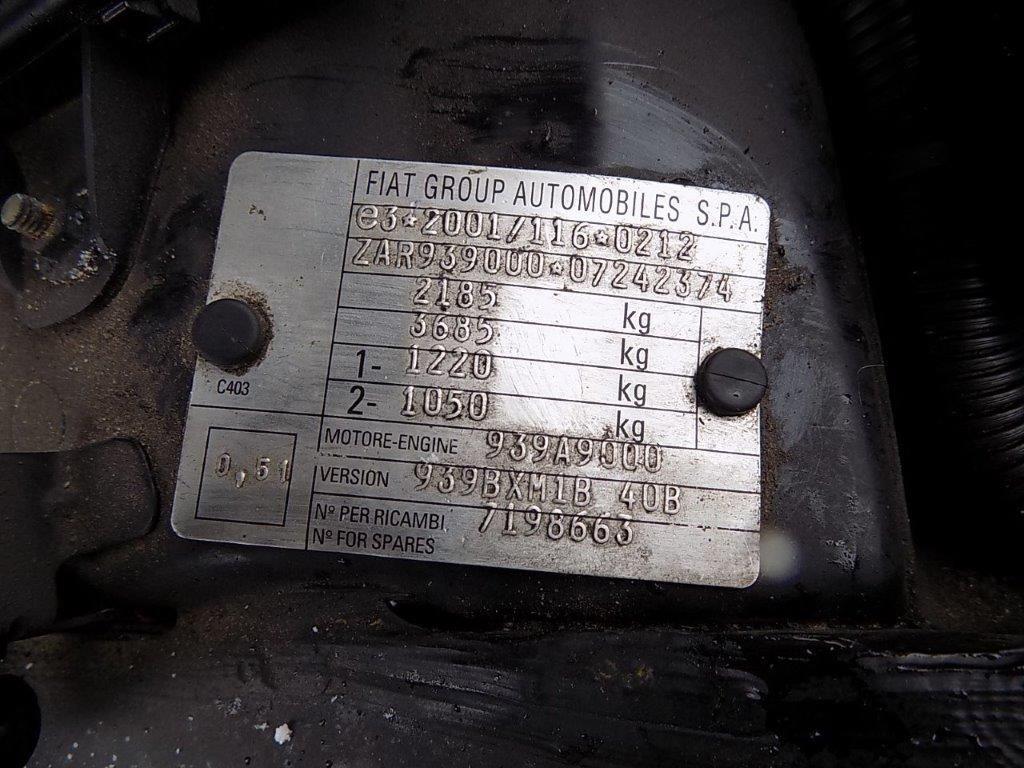 FIAT GROUP AUTOMOBILES S.P.A.
e3*2001/116*0212
ZAR939000*07242374
2185 kg
3685 kg
1- 1220 kg
2- 1050 kg
C403
MOTORE-ENGINE 939A9000
0,51
VERSION 939BXM1B 40B
Nº PER RICAMBI 7198663
Nº FOR SPARES